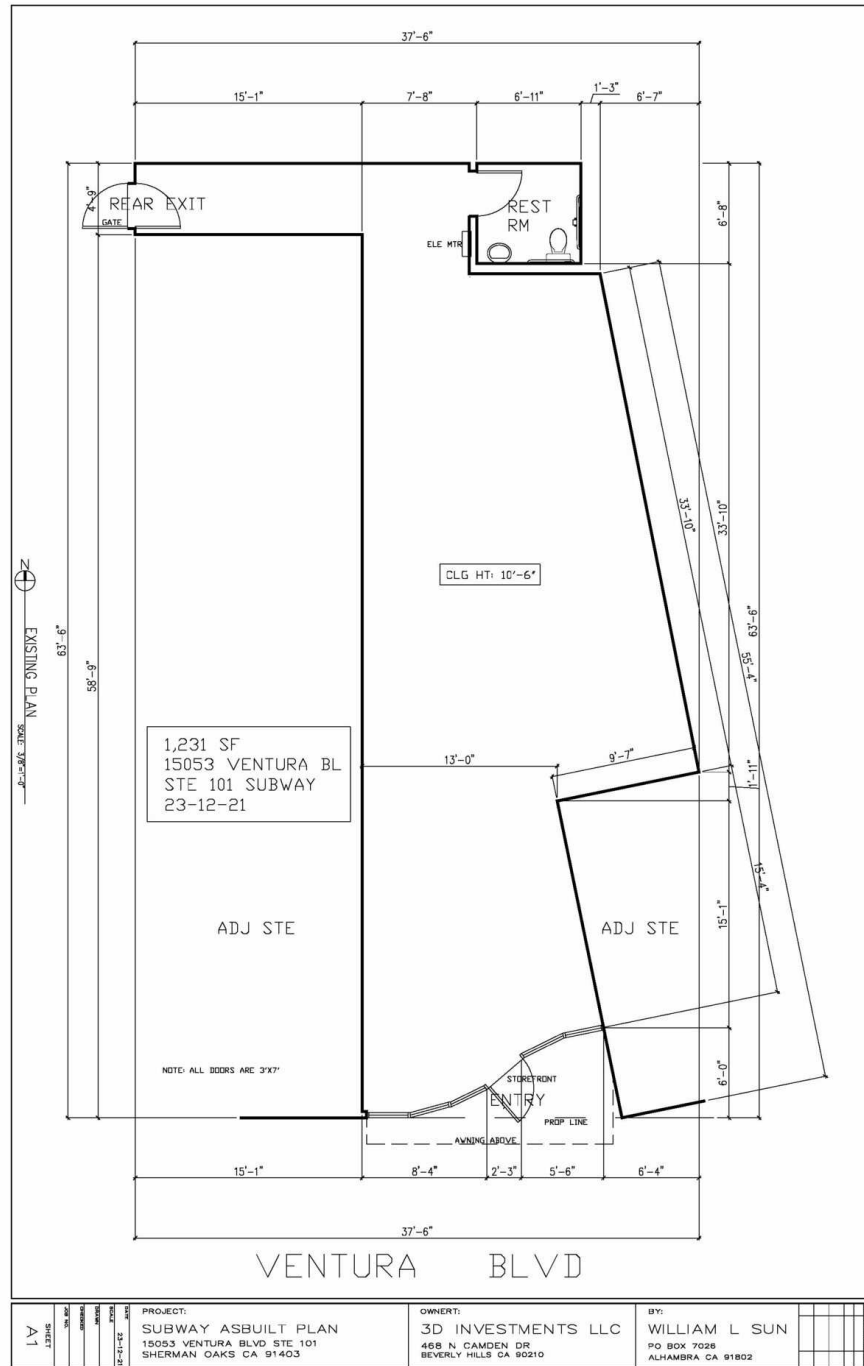 37'-6"
15'-1"
7'-8"
6'-11"
1'-3"
6'-7"
4'-9"
REAR EXIT
GATE
REST
RM
ELE MTR
6'-8"
33'-10"
33'-10"
63'-6"
55'-4"
N
EXISTING PLAN
SCALE: 3/8"=1'-0"
63'-6"
58'-9"
CLG HT: 10'-6"
1,231 SF
15053 VENTURA BL
STE 101 SUBWAY
23-12-21
13'-0"
9'-7"
1'-11"
15'-4"
15'-1"
ADJ STE
ADJ STE
NOTE: ALL DOORS ARE 3'X7'
STOREFRONT
ENTRY
PROP LINE
AWNING ABOVE
6'-0"
15'-1"
8'-4"
2'-3"
5'-6"
6'-4"
37'-6"
VENTURA BLVD
SHEET
A1
JOB NO.
CHECKED
DRAWN
SCALE
DATE
23-12-21
PROJECT:
SUBWAY ASBUILT PLAN
15053 VENTURA BLVD STE 101
SHERMAN OAKS CA 91403
OWNERT:
3D INVESTMENTS LLC
468 N CAMDEN DR
BEVERLY HILLS CA 90210
BY:
WILLIAM L SUN
PO BOX 7026
ALHAMBRA CA 91802